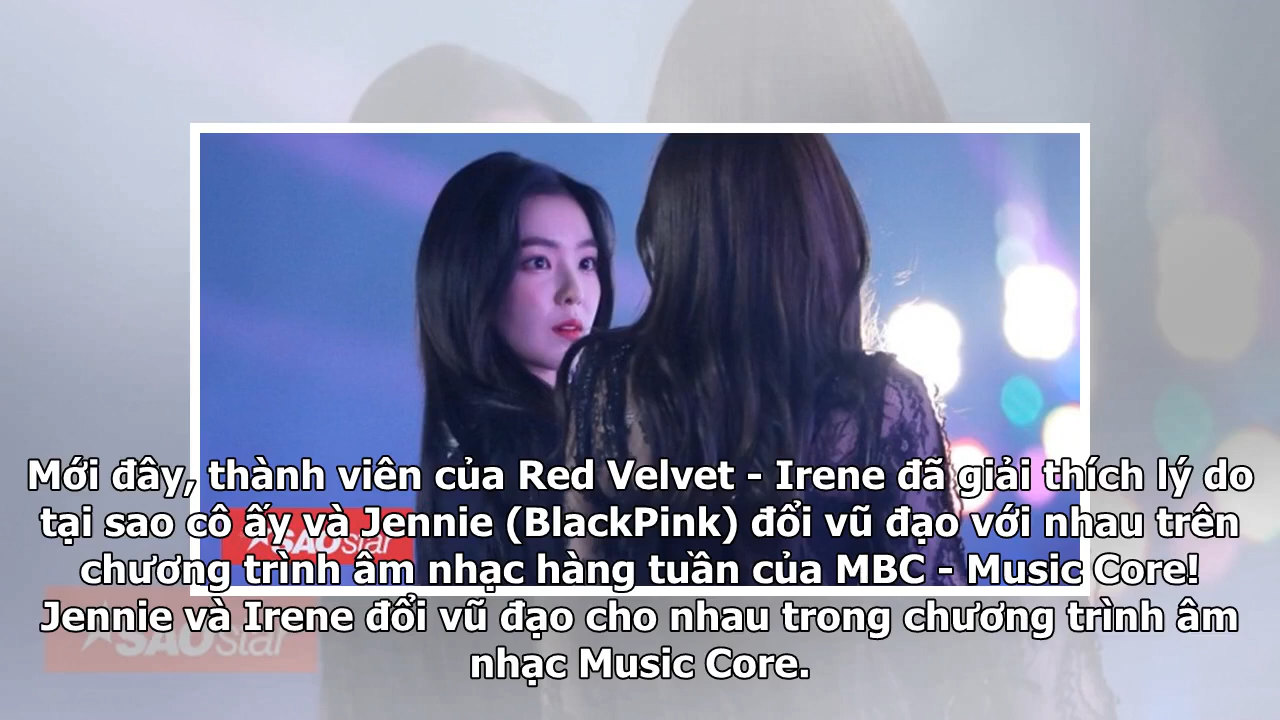 Mới đây, thành viên của Red Velvet - Irene đã giải thích lý do
tại sao cô ấy và Jennie (BlackPink) đổi vũ đạo với nhau trên
chương trình âm nhạc hàng tuần của MBC - Music Core!
Jennie và Irene đổi vũ đạo cho nhau trong chương trình âm
nhạc Music Core.
SAOstar
SAOstar